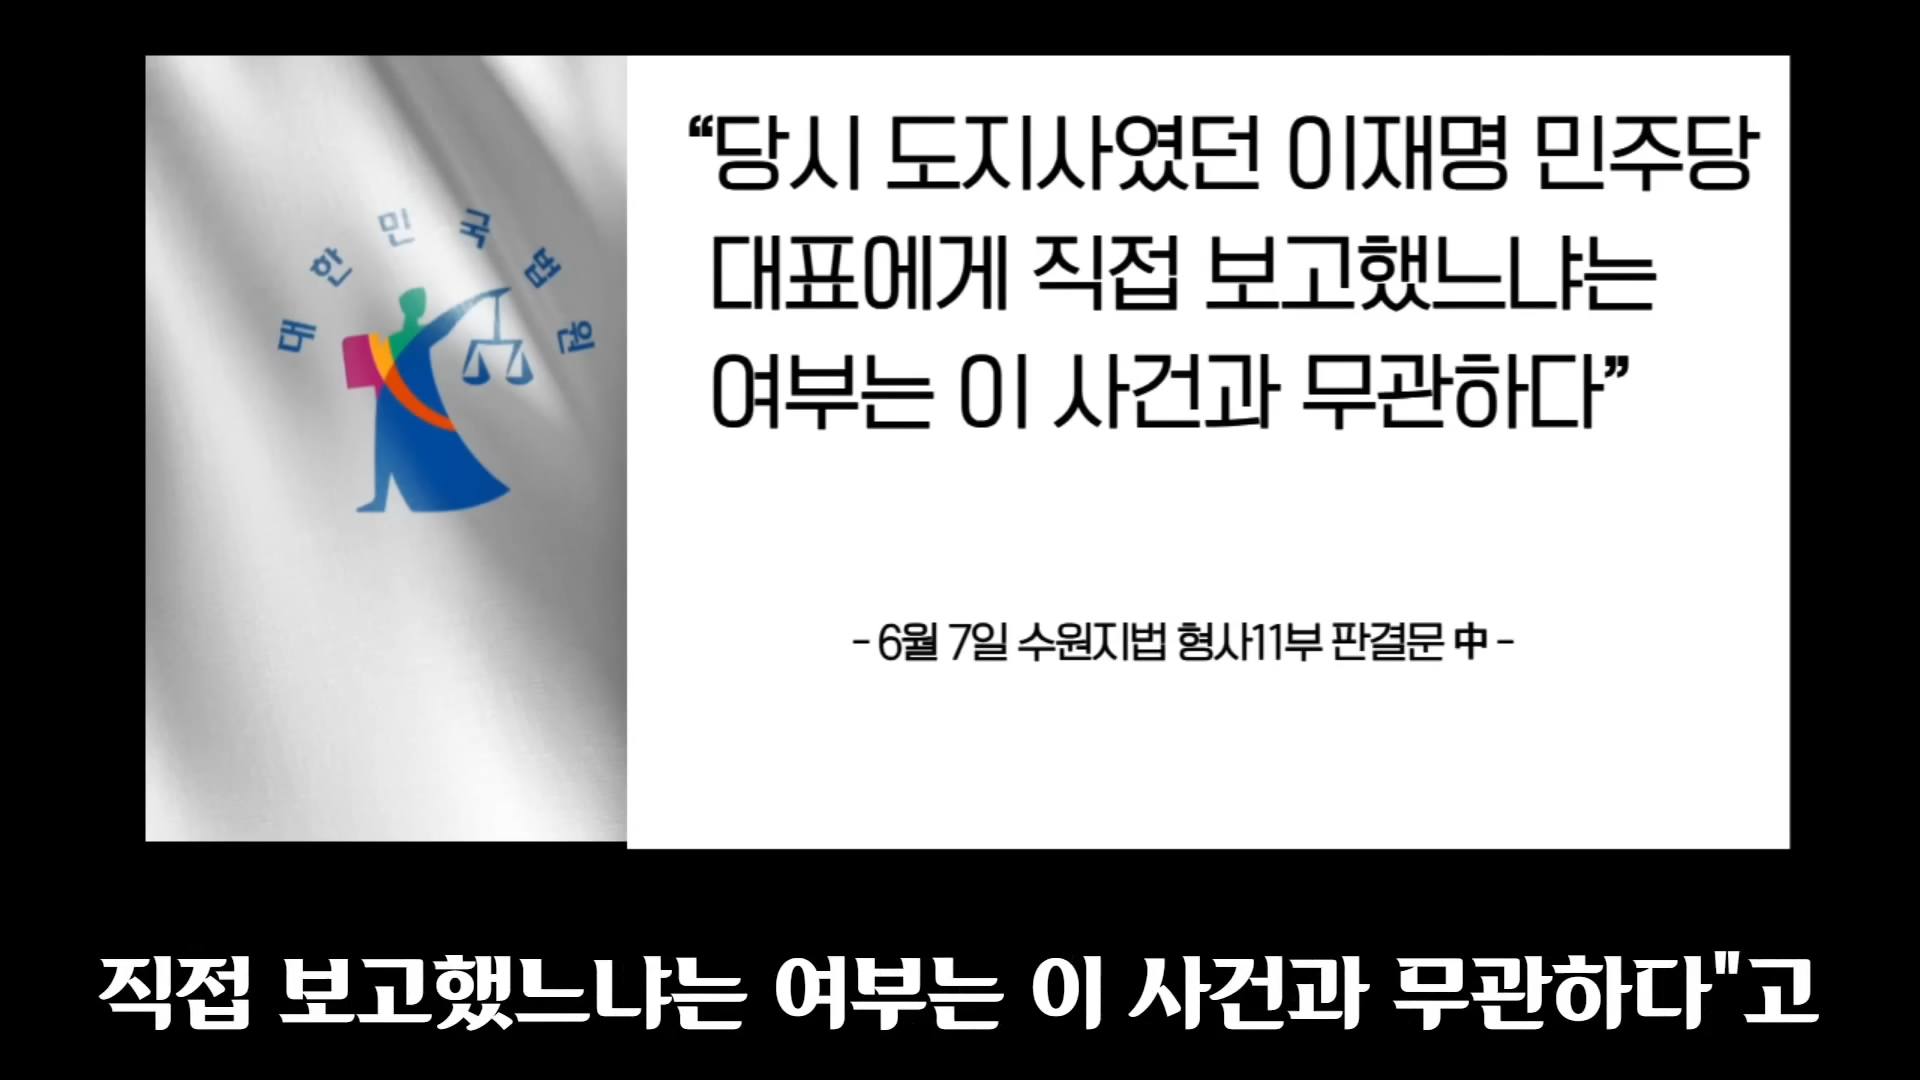 대한민국법원
“당시 도지사였던 이재명 민주당
대표에게 직접 보고했느냐는
여부는 이 사건과 무관하다”
- 6월 7일 수원지법 형사11부 판결문 中 -
직접 보고했느냐는 여부는 이 사건과 무관하다"고